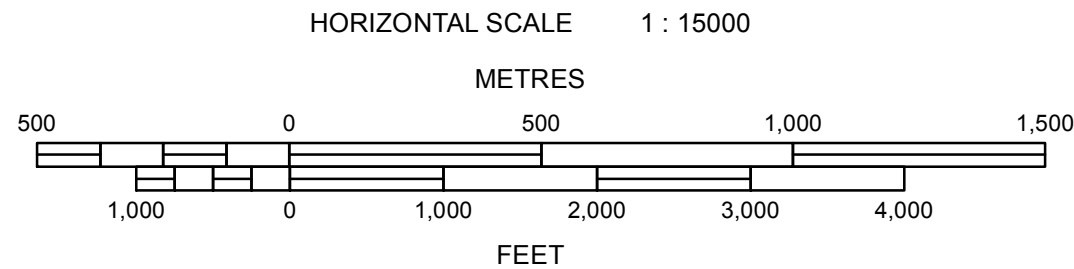 HORIZONTAL SCALE 1 : 15000
METRES
500 0 500 1,000 1,500
1,000 0 1,000 2,000 3,000 4,000
FEET